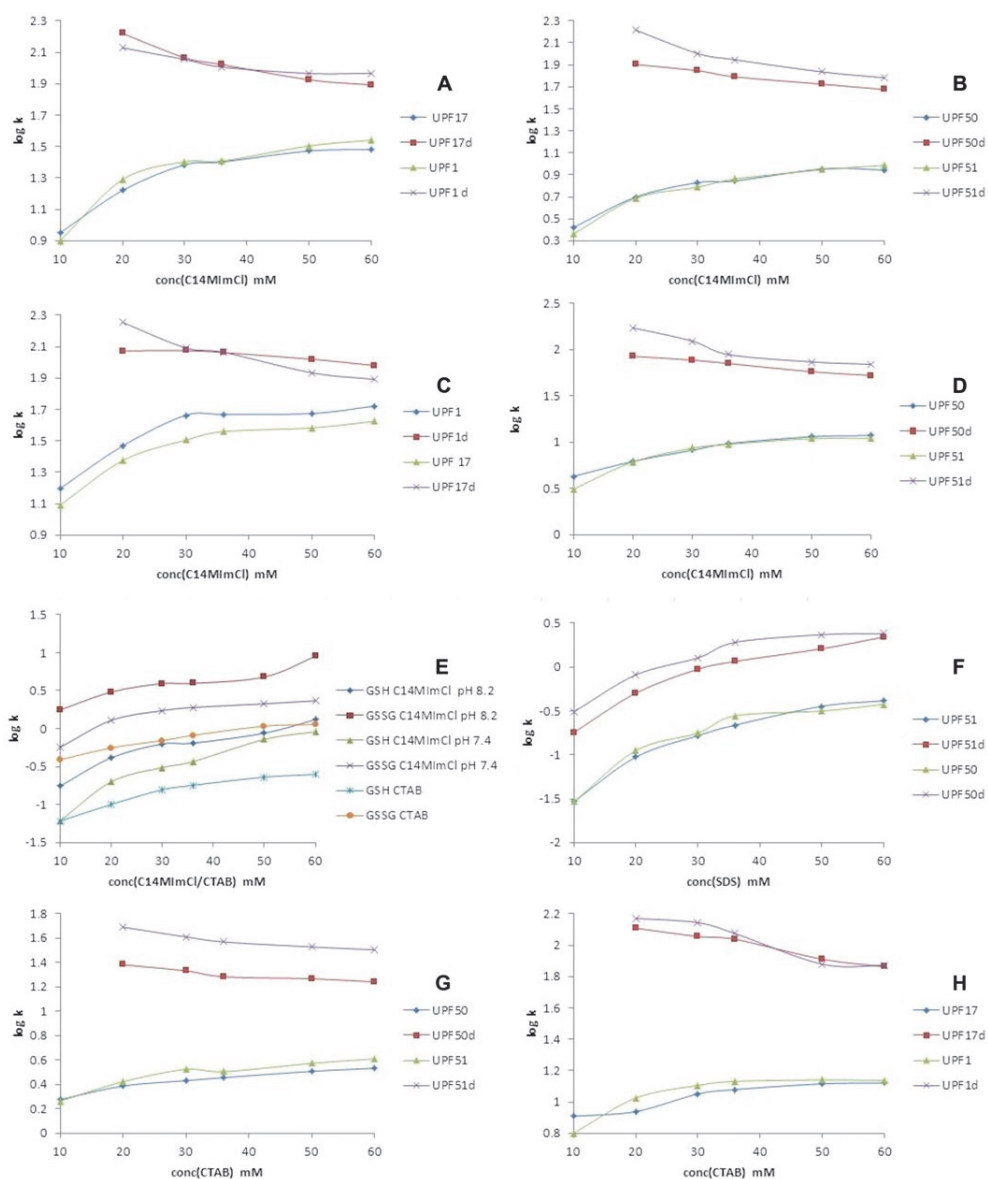 2.3
2.1
1.9
1.7
1.5
1.3
1.1
0.9
log k
10 20 30 40 50 60
conc(C14MImCl) mM
A
UPF17
UPF17d
UPF1
UPF1 d
2.3
2.1
1.9
1.7
1.5
1.3
1.1
0.9
0.7
0.5
0.3
log k
10 20 30 40 50 60
conc(C14MImCl) mM
B
UPF50
UPF50d
UPF51
UPF51d
2.3
2.1
1.9
1.7
1.5
1.3
1.1
0.9
log k
10 20 30 40 50 60
conc(C14MImCl) mM
C
UPF1
UPF1d
UPF 17
UPF17d
2.5
2
1.5
1
0.5
0
log k
10 20 30 40 50 60
conc(C14MImCl) mM
D
UPF50
UPF50d
UPF51
UPF51d
1.5
1
0.5
0
-0.5
-1
-1.5
log k
10 20 30 40 50 60
conc(C14MImCl/CTAB) mM
E
GSH C14MImCl pH 8.2
GSSG C14MImCl pH 8.2
GSH C14MImCl pH 7.4
GSSG C14MImCl pH 7.4
GSH CTAB
GSSG CTAB
0.5
0
-0.5
-1
-1.5
-2
log k
10 20 30 40 50 60
conc(SDS) mM
F
UPF51
UPF51d
UPF50
UPF50d
1.8
1.6
1.4
1.2
1
0.8
0.6
0.4
0.2
0
log k
10 20 30 40 50 60
conc(CTAB) mM
G
UPF50
UPF50d
UPF51
UPF51d
2.2
2
1.8
1.6
1.4
1.2
1
0.8
log k
10 20 30 40 50 60
conc(CTAB) mM
H
UPF17
UPF17d
UPF1
UPF1d